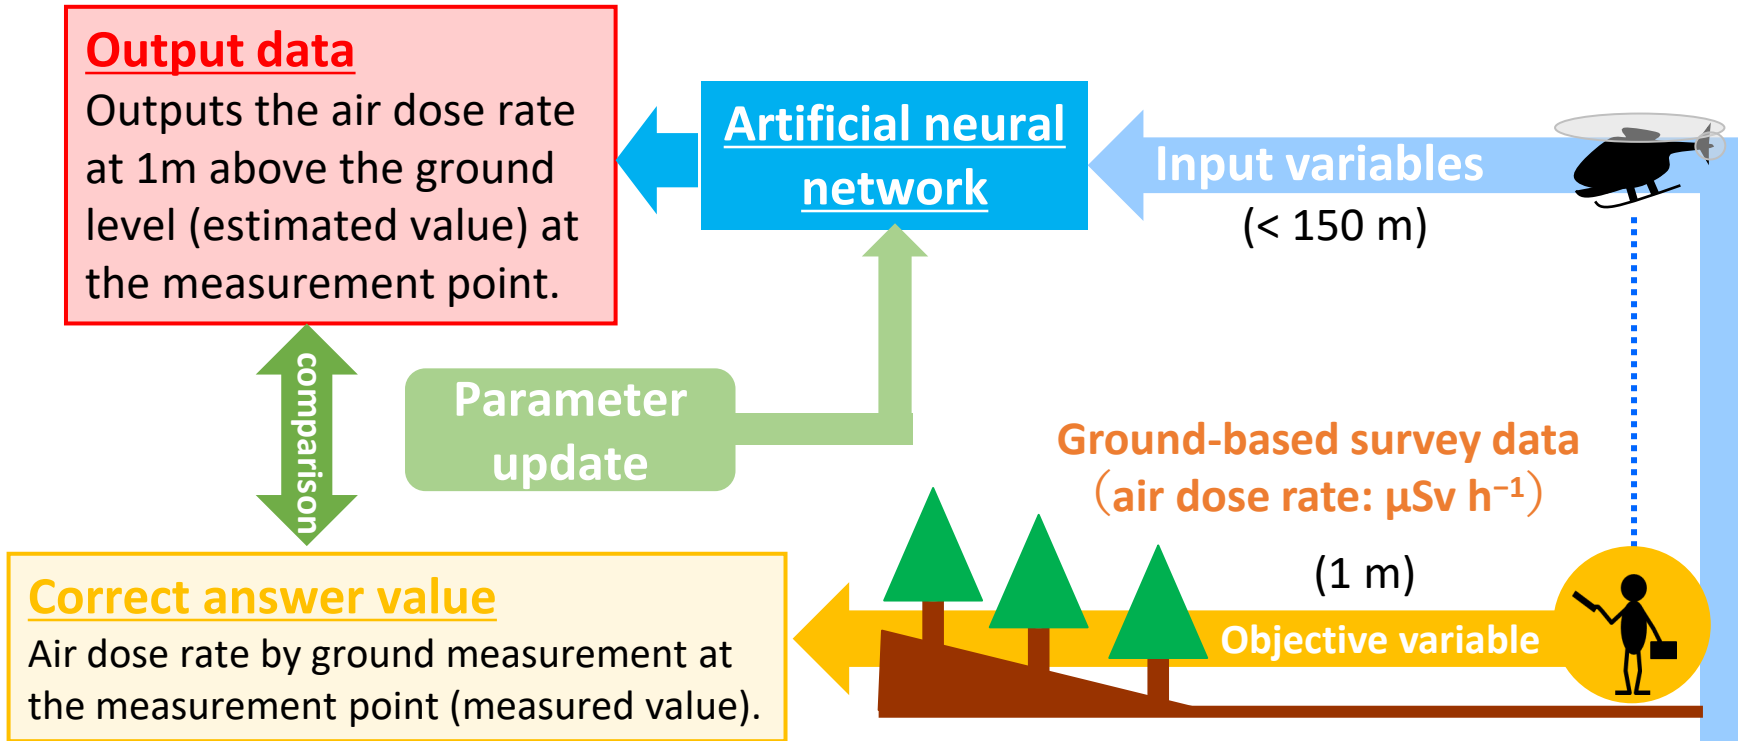 Output data
Outputs the air dose rate
at 1m above the ground
level (estimated value) at
the measurement point.
Artificial neural
network
Input variables
(< 150 m)
comparison
Parameter
update
Ground-based survey data
（air dose rate: μSv h⁻¹）
(1 m)
Objective variable
Correct answer value
Air dose rate by ground measurement at
the measurement point (measured value).